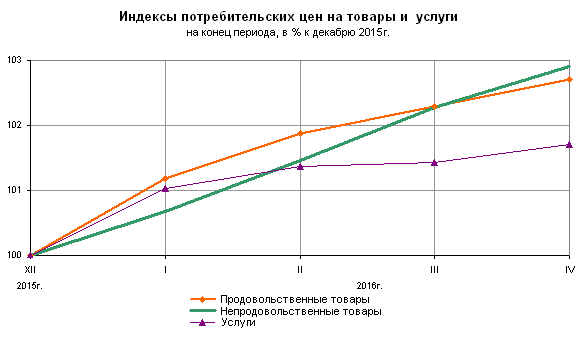 Индексы потребительских цен на товары и услуги
на конец периода, в % к декабрю 2015г.
103
102
101
100
XII I II III IV
2015г. 2016г.
Продовольственные товары
Непродовольственные товары
Услуги